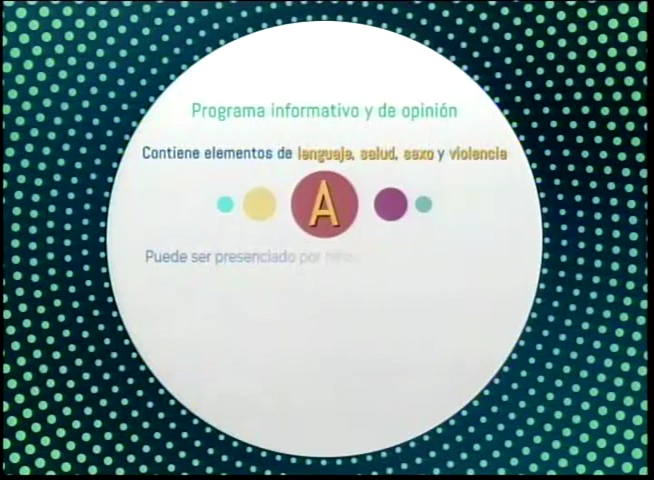 Programa informativo y de opinión
Contiene elementos de lenguaje, salud, sexo y violencia
A
Puede ser presenciado por